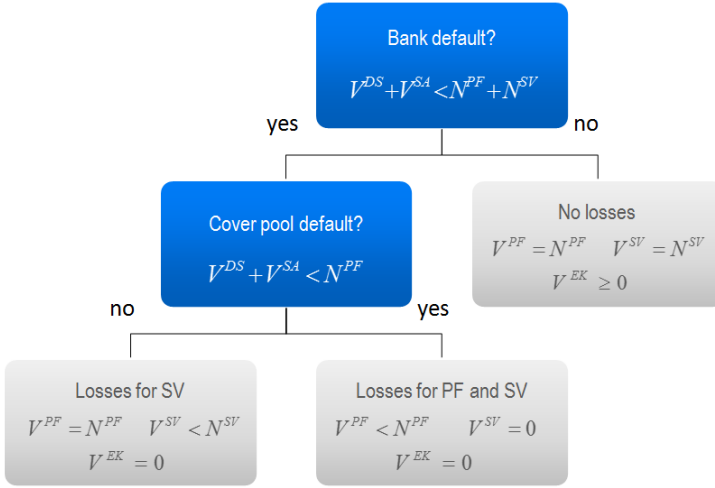 Bank default?
V^{DS}+V^{SA}<N^{PF}+N^{SV}
yes
no
Cover pool default?
V^{DS}+V^{SA}<N^{PF}
No losses
V^{PF}=N^{PF} V^{SV}=N^{SV}
V^{EK}≥0
no
yes
Losses for SV
V^{PF}=N^{PF} V^{SV}<N^{SV}
V^{EK}=0
Losses for PF and SV
V^{PF}<N^{PF} V^{SV}=0
V^{EK}=0